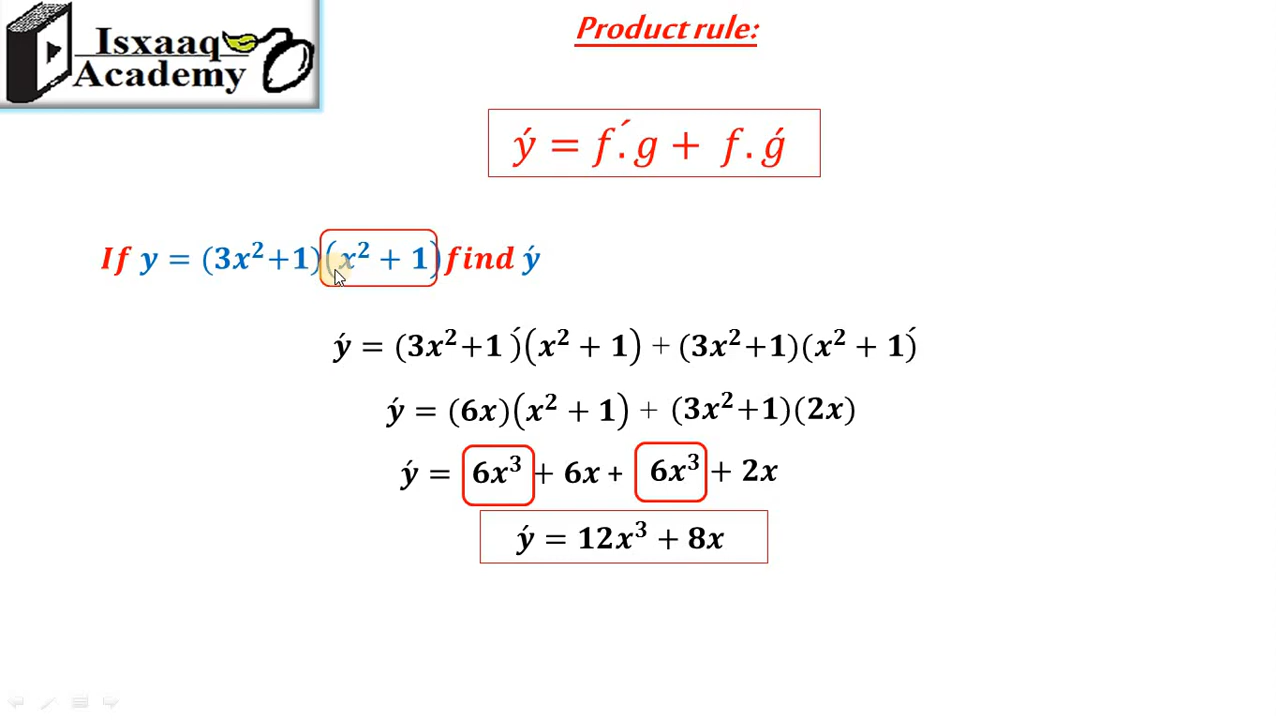 Isxaaq
Academy
Product rule:
ý = f´. g + f. ǵ
If y = (3x²+1)(x² + 1) find ý
ý = (3x²+1´)(x² + 1) + (3x²+1)(x² + 1´)
ý = (6x)(x² + 1) + (3x²+1)(2x)
ý = 6x³ + 6x + 6x³ + 2x
ý = 12x³ + 8x